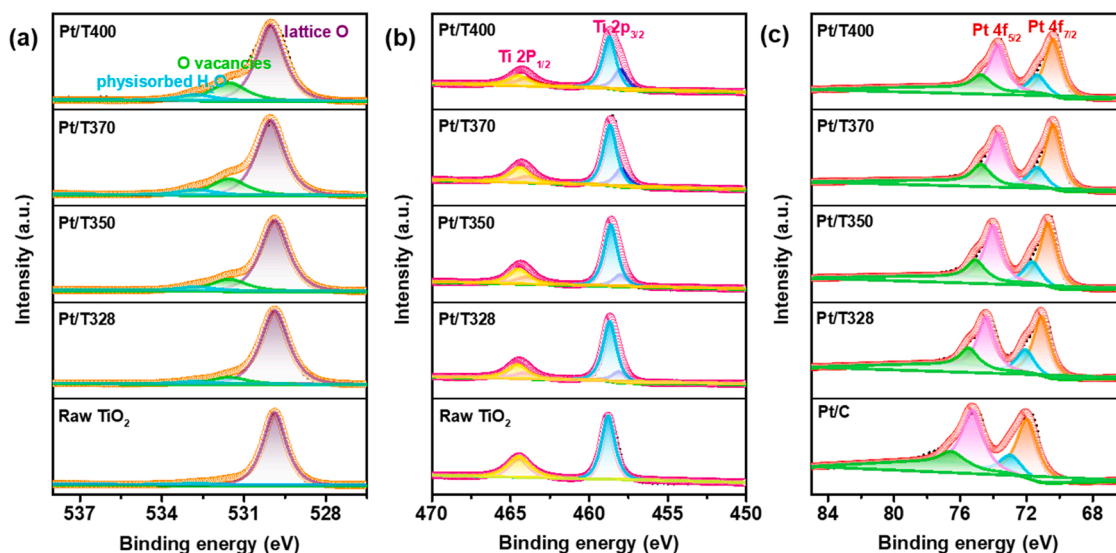 (a)
Pt/T400
lattice O
O vacancies
physisorbed H₂O
Pt/T370
Pt/T350
Pt/T328
Raw TiO₂
Intensity (a.u.)
537 534 531 528
Binding energy (eV)
(b)
Pt/T400
Ti 2p₃/₂
Ti 2P₁/₂
Pt/T370
Pt/T350
Pt/T328
Raw TiO₂
Intensity (a.u.)
470 465 460 455 450
Binding energy (eV)
(c)
Pt/T400
Pt 4f₅/₂ Pt 4f₇/₂
Pt/T370
Pt/T350
Pt/T328
Pt/C
Intensity (a.u.)
84 80 76 72 68
Binding energy (eV)